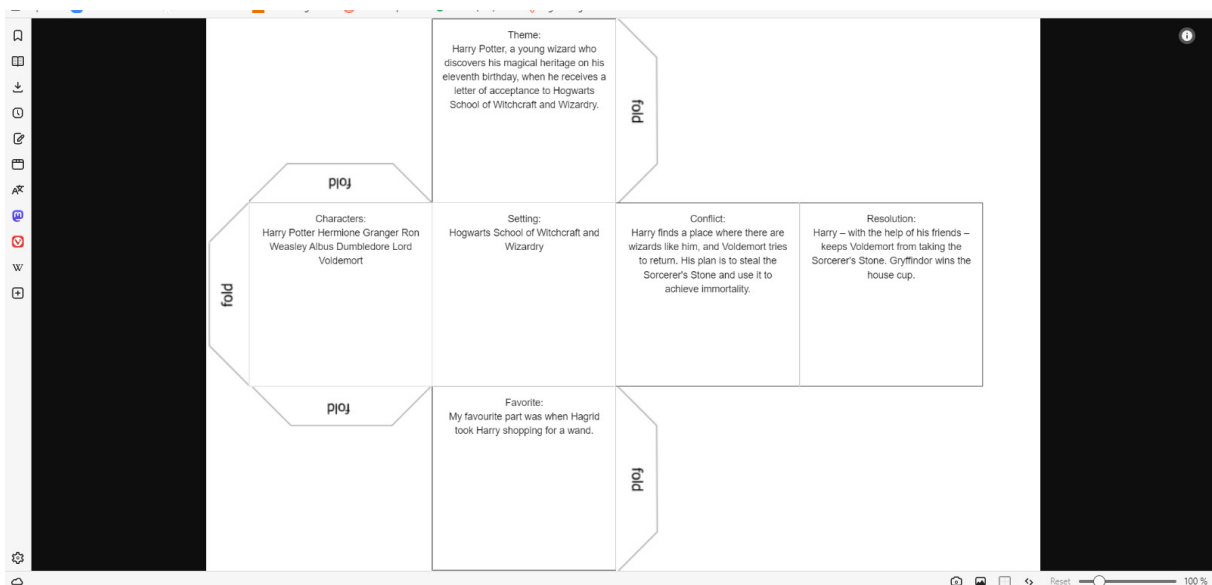 Theme:
Harry Potter, a young wizard who
discovers his magical heritage on his
eleventh birthday, when he receives a
letter of acceptance to Hogwarts
School of Witchcraft and Wizardry.
fold
fold
Characters:
Harry Potter Hermione Granger Ron
Weasley Albus Dumbledore Lord
Voldemort
fold
fold
Setting:
Hogwarts School of Witchcraft and
Wizardry
Conflict:
Harry finds a place where there are
wizards like him, and Voldemort tries
to return. His plan is to steal the
Sorcerer's Stone and use it to
achieve immortality.
Resolution:
Harry – with the help of his friends –
keeps Voldemort from taking the
Sorcerer's Stone. Gryffindor wins the
house cup.
Favorite:
My favourite part was when Hagrid
took Harry shopping for a wand.
fold
Reset
100 %